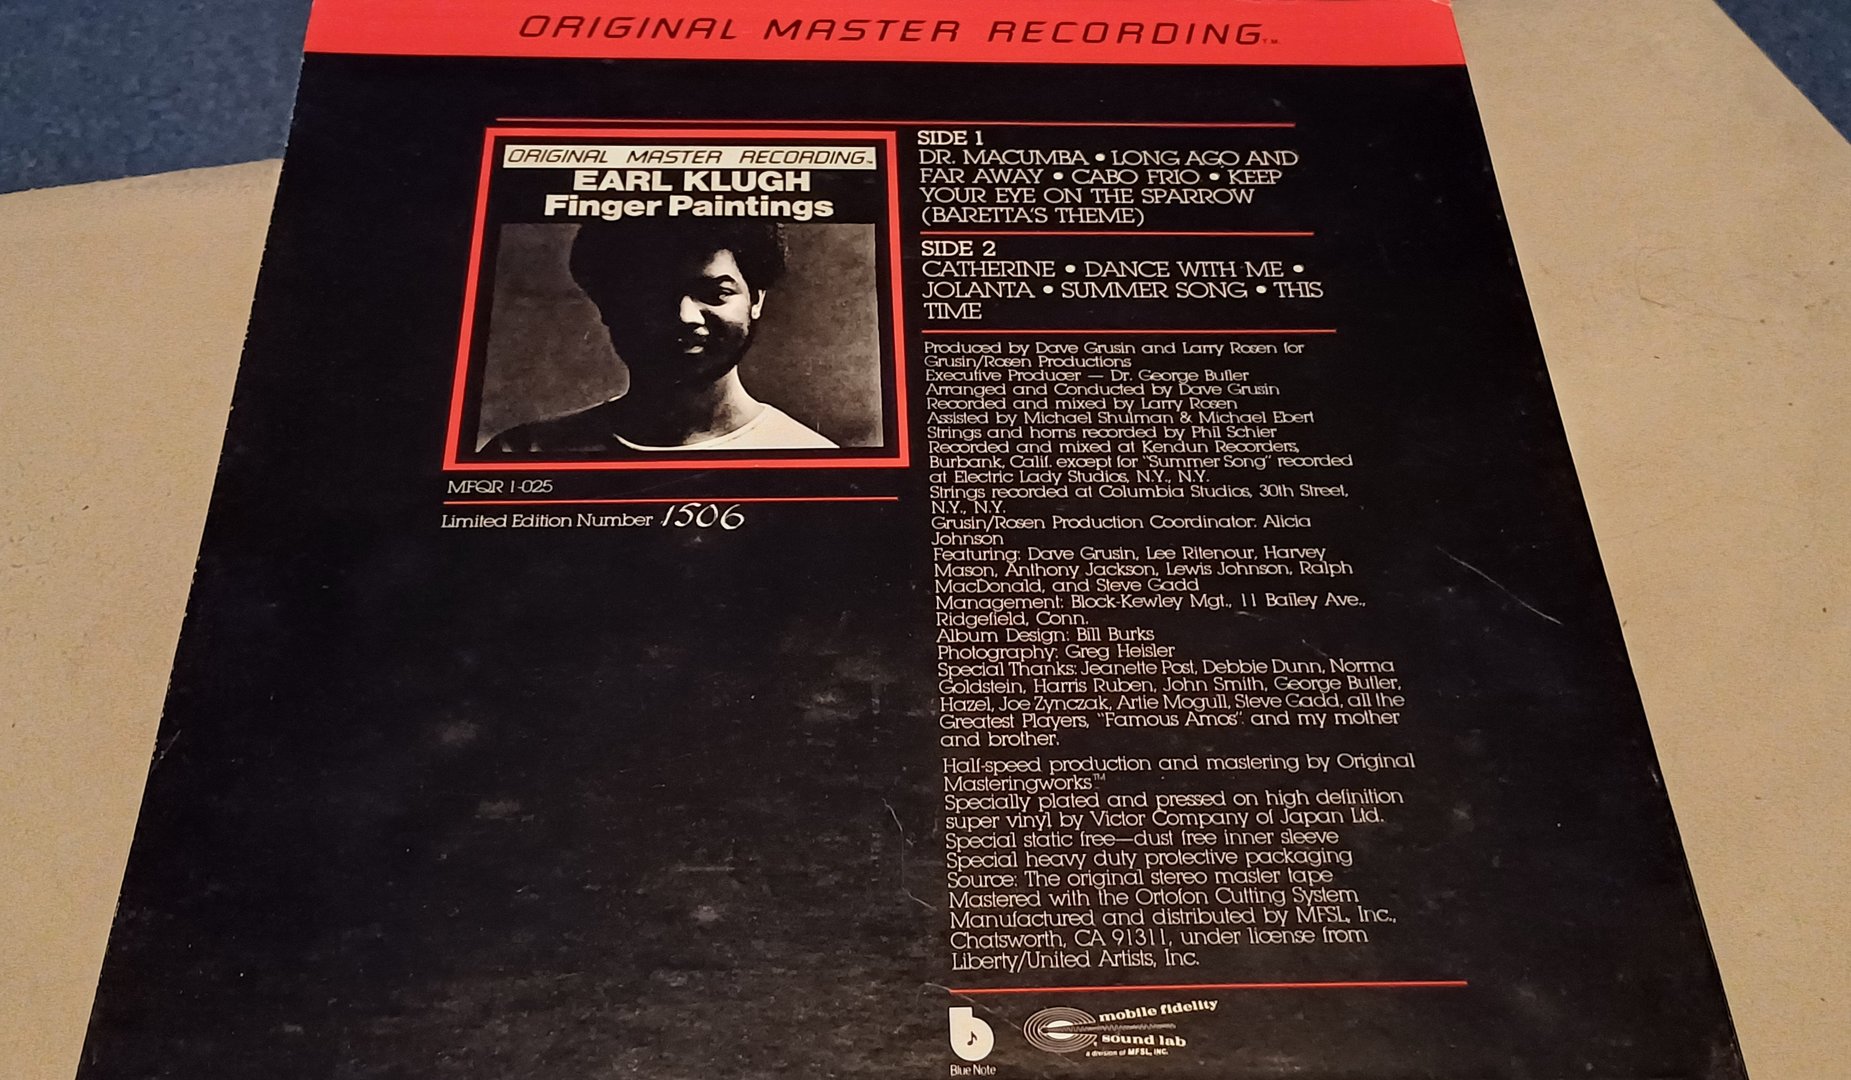 ORIGINAL MASTER RECORDING™
ORIGINAL MASTER RECORDING™
EARL KLUGH
Finger Paintings
MFQR 1-025
Limited Edition Number 1506
SIDE 1
DR. MACUMBA • LONG AGO AND
FAR AWAY • CABO FRIO • KEEP
YOUR EYE ON THE SPARROW
(BARETTA'S THEME)
SIDE 2
CATHERINE • DANCE WITH ME •
JOLANTA • SUMMER SONG • THIS
TIME
Produced by Dave Grusin and Larry Rosen for
Grusin/Rosen Productions
Executive Producer — Dr. George Butler
Arranged and Conducted by Dave Grusin
Recorded and mixed by Larry Rosen
Assisted by Michael Shulman & Michael Ebert
Strings and horns recorded by Phil Schier
Recorded and mixed at Kendun Recorders,
Burbank, Calif. except for "Summer Song" recorded
at Electric Lady Studios, N.Y., N.Y.
Strings recorded at Columbia Studios, 30th Street,
N.Y., N.Y.
Grusin/Rosen Production Coordinator: Alicia
Johnson
Featuring: Dave Grusin, Lee Ritenour, Harvey
Mason, Anthony Jackson, Lewis Johnson, Ralph
MacDonald, and Steve Gadd
Management: Block-Kewley Mgt., 11 Bailey Ave.,
Ridgefield, Conn.
Album Design: Bill Burks
Photography: Greg Heisler
Special Thanks: Jeanette Post, Debbie Dunn, Norma
Goldstein, Harris Ruben, John Smith, George Butler,
Hazel, Joe Zynczak, Artie Mogull, Steve Gadd, all the
Greatest Players, "Famous Amos" and my mother
and brother.
Half-speed production and mastering by Original
Masteringworks™
Specially plated and pressed on high definition
super vinyl by Victor Company of Japan Ltd.
Special static free—dust free inner sleeve
Special heavy duty protective packaging
Source: The original stereo master tape
Mastered with the Ortofon Cutting System
Manufactured and distributed by MFSL, Inc.,
Chatsworth, CA 91311, under license from
Liberty/United Artists, Inc.
b
Blue Note
mobile fidelity
sound lab
a division of MFSL, INC.